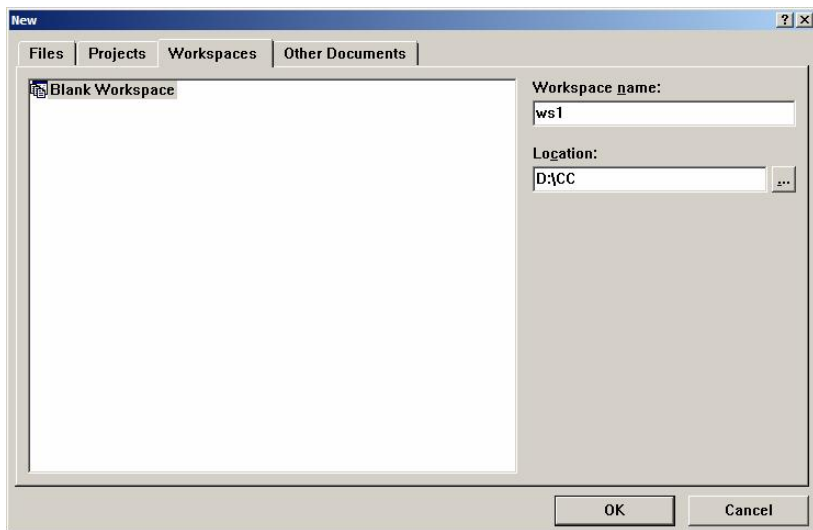 New
Files Projects Workspaces Other Documents
Blank Workspace
Workspace name:
ws1
Location:
D:\CC
...
OK Cancel